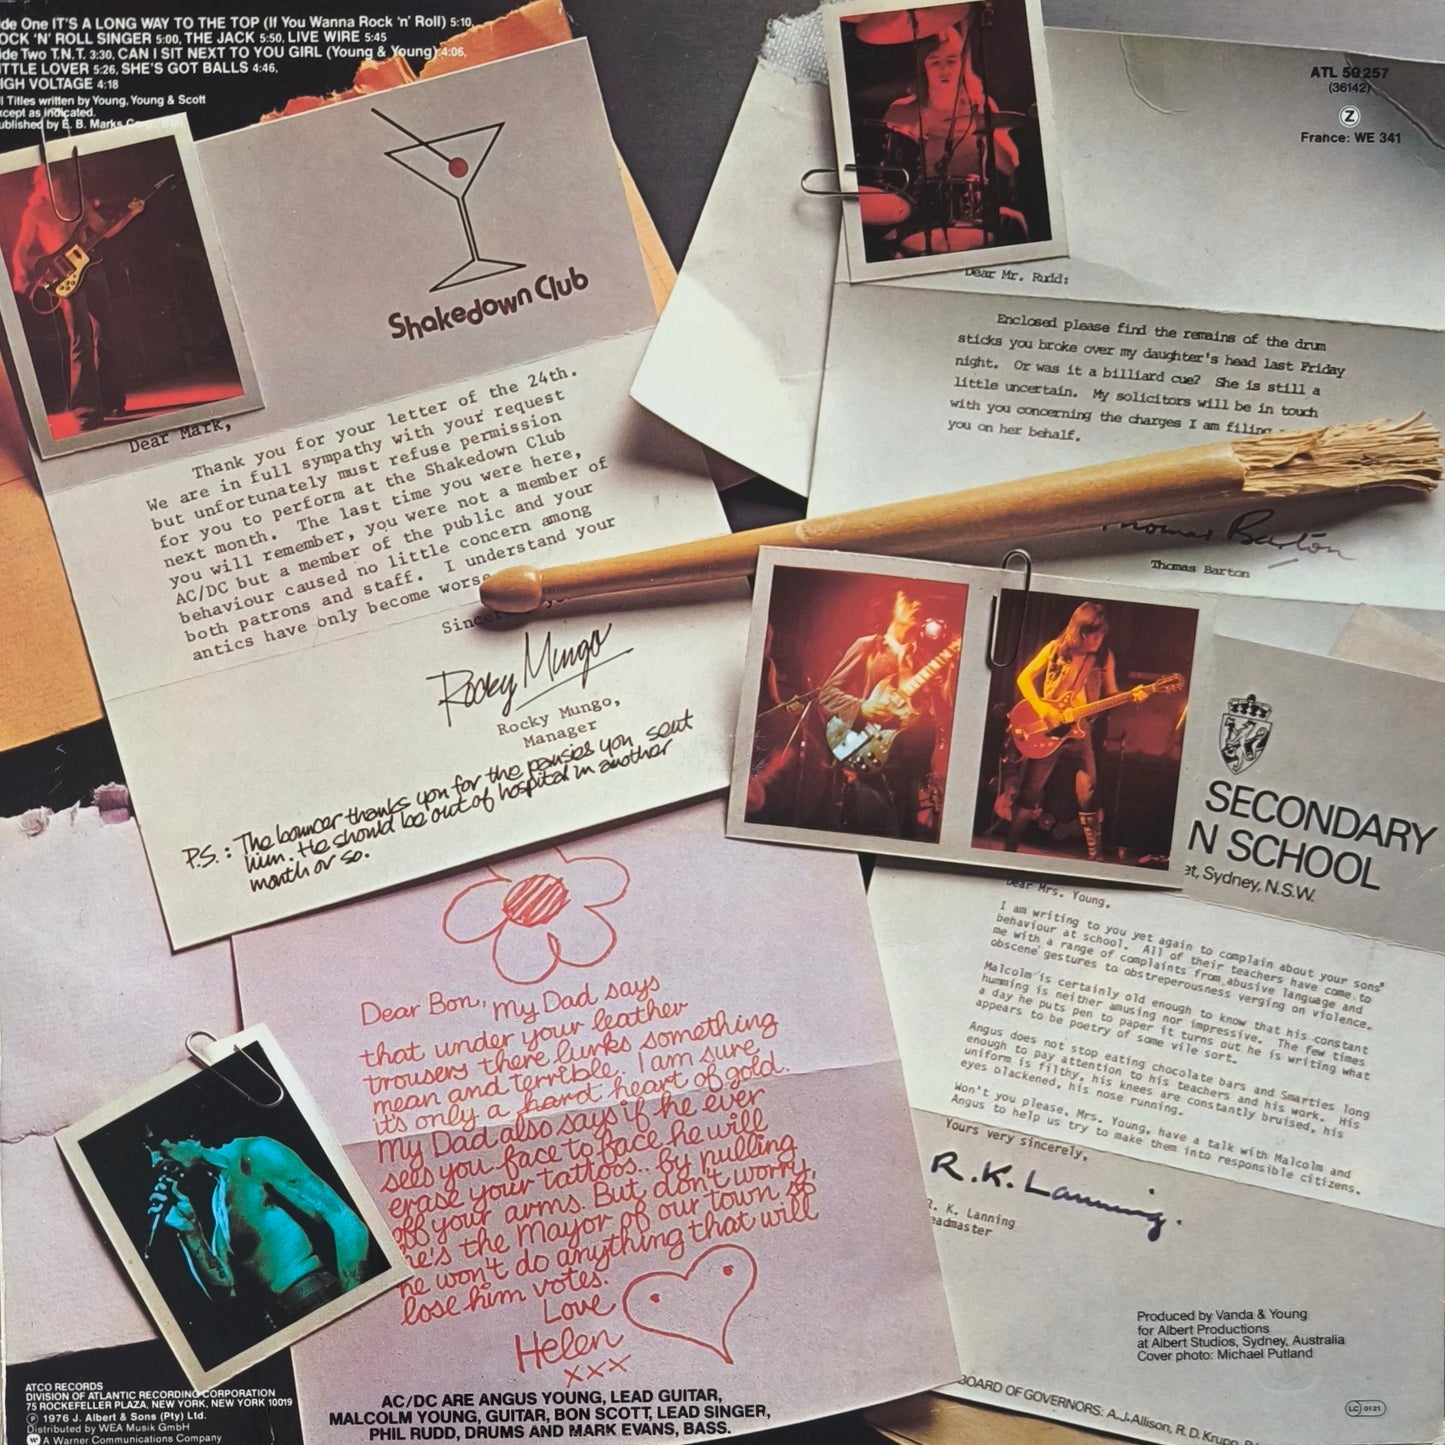 de One IT'S A LONG WAY TO THE TOP (If You Wanna Rock 'n' Roll) 5:10,
OCK 'N' ROLL SINGER 5:00, THE JACK 5:50, LIVE WIRE 5:45
ide Two T.N.T. 3:30, CAN I SIT NEXT TO YOU GIRL (Young & Young) 4:06,
ITTLE LOVER 5:26, SHE'S GOT BALLS 4:46,
IGH VOLTAGE 4:18
ll Titles written by Young, Young & Scott
xcept as indicated.
ublished by E. B. Marks Corp.
ATL 50257
(36142)
Z
France: WE 341
Shakedown Club
Dear Mark,
Thank you for your letter of the 24th.
We are in full sympathy with your request
but unfortunately must refuse permission
for you to perform at the Shakedown Club
next month. The last time you were here,
you will remember, you were not a member of
AC/DC but a member of the public and your
behaviour caused no little concern among
both patrons and staff. I understand your
antics have only become worse
Sincer
Rocky Mungo
Rocky Mungo,
Manager
P.S.: The bouncer thanks you for the pansies you sent
him. He should be out of hospital in another
month or so.
Dear Mr. Rudd:
Enclosed please find the remains of the drum
sticks you broke over my daughter's head last Friday
night. Or was it a billiard cue? She is still a
little uncertain. My solicitors will be in touch
with you concerning the charges I am filing
you on her behalf.
Thomas Barton
Thomas Barton
SECONDARY
N SCHOOL
et, Sydney, N.S.W.
Dear Mrs. Young,
I am writing to you yet again to complain about your sons'
behaviour at school. All of their teachers have come to
me with a range of complaints from abusive language and
obscene gestures to obstreperousness verging on violence.
Malcolm is certainly old enough to know that his constant
humming is neither amusing nor impressive. The few times
a day he puts pen to paper it turns out he is writing what
appears to be poetry of some vile sort.
Angus does not stop eating chocolate bars and Smarties long
enough to pay attention to his teachers and his work. His
uniform is filthy, his knees are constantly bruised, his
eyes blackened, his nose running.
Won't you please, Mrs. Young, have a talk with Malcolm and
Angus to help us try to make them into responsible citizens.
Yours very sincerely,
R.K. Lanning.
R. K. Lanning
eadmaster
Dear Bon, My Dad says
that under your leather
trousers there lurks something
mean and terrible. I am sure
it's only a hard heart of gold.
My Dad also says if he ever
sees you face to face he will
erase your tattoos.. by pulling
off your arms. But don't worry,
he's the Mayor of our town so
he won't do anything that will
lose him votes.
Love
Helen
xxx
Produced by Vanda & Young
for Albert Productions
at Albert Studios, Sydney, Australia
Cover photo: Michael Putland
BOARD OF GOVERNORS: A.J. Allison, R.D. Krupp,
LC 0121
ATCO RECORDS
DIVISION OF ATLANTIC RECORDING CORPORATION
75 ROCKEFELLER PLAZA, NEW YORK, NEW YORK 10019
Ⓟ 1976 J. Albert & Sons (Pty) Ltd.
Distributed by WEA Musik GmbH
A Warner Communications Company
AC/DC ARE ANGUS YOUNG, LEAD GUITAR,
MALCOLM YOUNG, GUITAR, BON SCOTT, LEAD SINGER,
PHIL RUDD, DRUMS AND MARK EVANS, BASS.